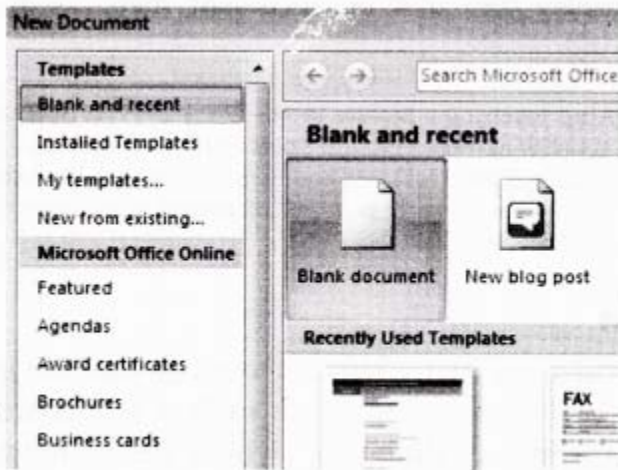 New Document
Templates
Blank and recent
Installed Templates
My templates...
New from existing...
Microsoft Office Online
Featured
Agendas
Award certificates
Brochures
Business cards
Search Microsoft Office
Blank and recent
Blank document
New blog post
Recently Used Templates
FAX